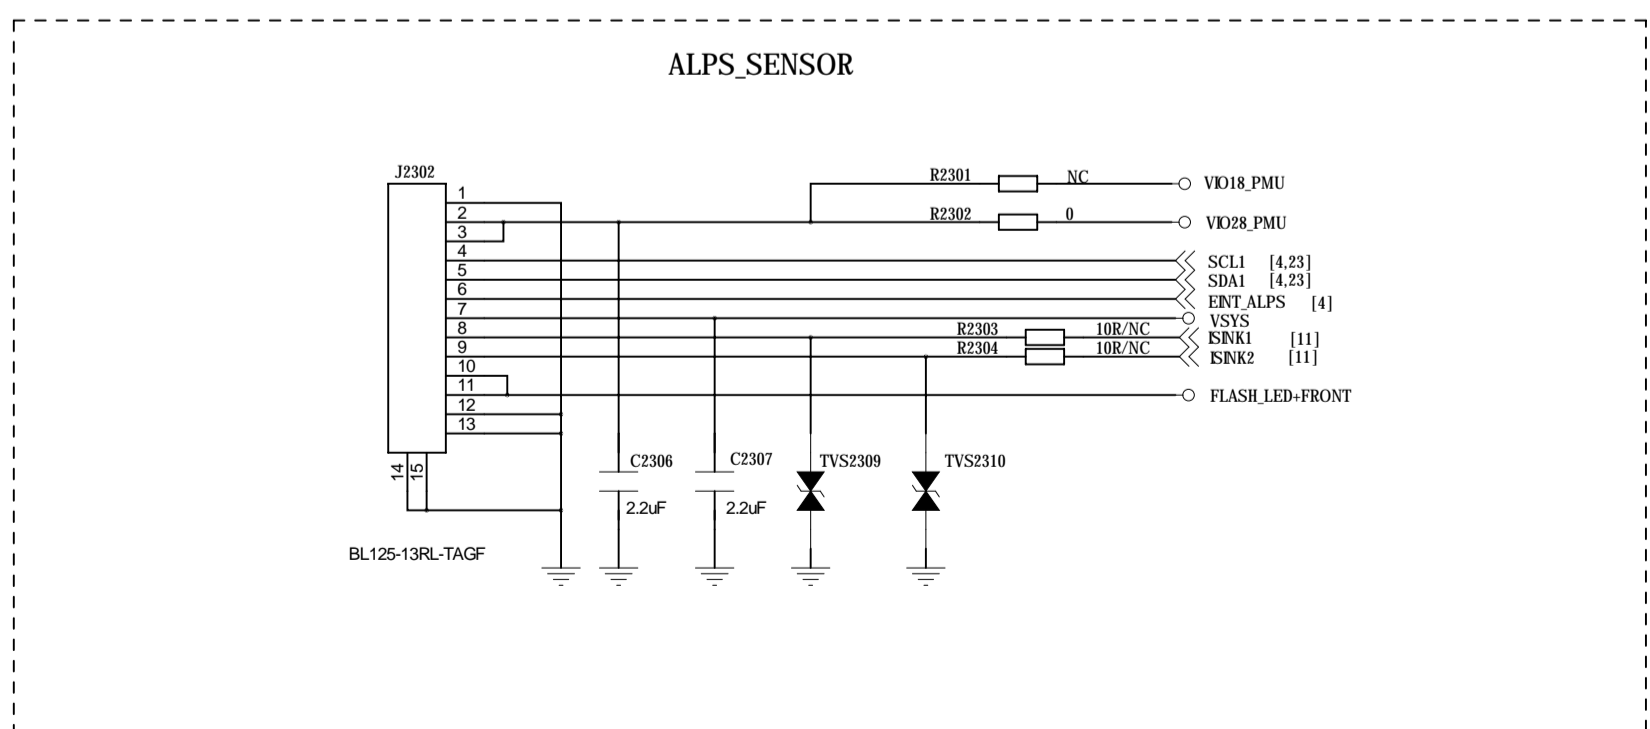 ALPS_SENSOR
J2302
1
2
3
4
5
6
7
8
9
10
11
12
13
14
15
BL125-13RL-TAGF
R2301 NC VIO18_PMU
R2302 0 VIO28_PMU
SCL1 [4,23]
SDA1 [4,23]
EINT_ALPS [4]
VSYS
R2303 10R/NC ISINK1 [11]
R2304 10R/NC ISINK2 [11]
FLASH_LED+FRONT
C2306
2.2uF
C2307
2.2uF
TVS2309
TVS2310